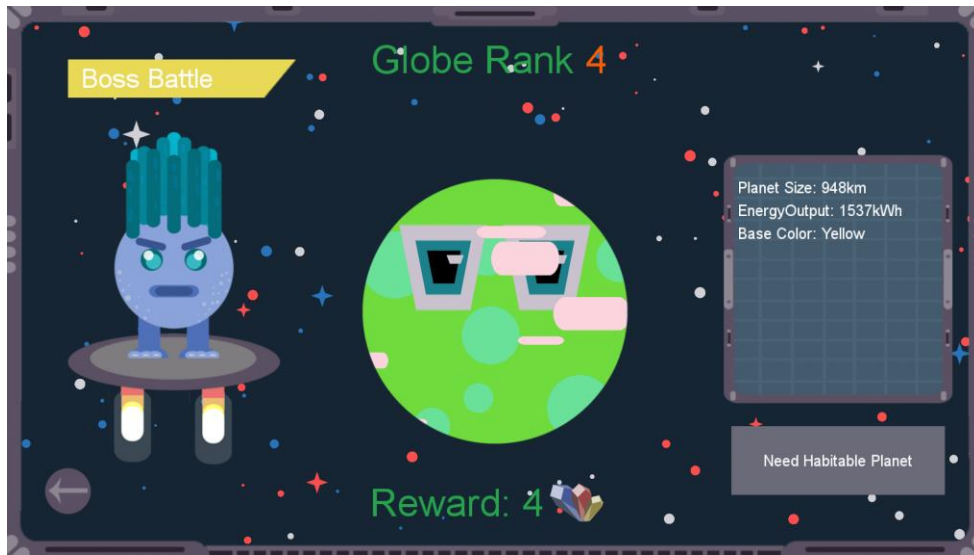 Boss Battle
Globe Rank 4
Planet Size: 948km
EnergyOutput: 1537kWh
Base Color: Yellow
Need Habitable Planet
Reward: 4